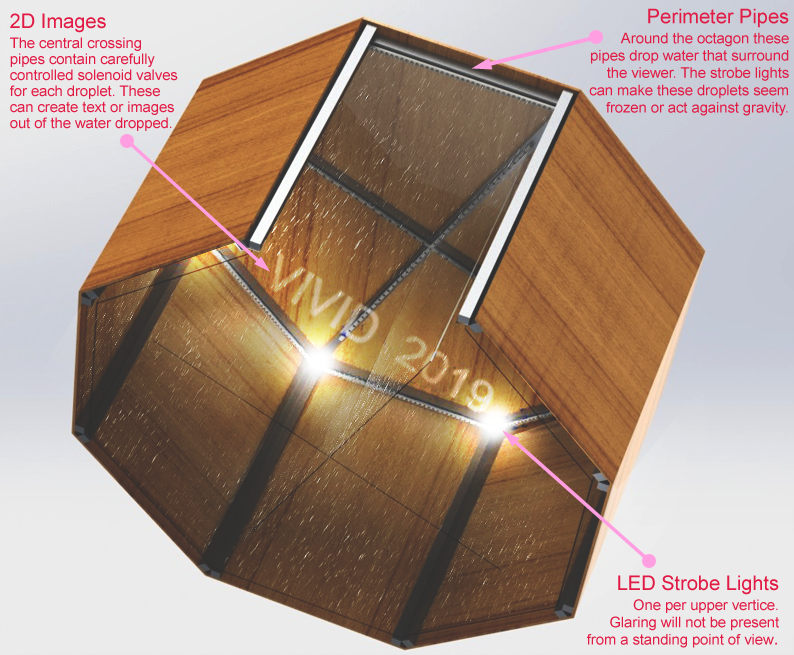 2D Images
The central crossing
pipes contain carefully
controlled solenoid valves
for each droplet. These
can create text or images
out of the water dropped.
Perimeter Pipes
Around the octagon these
pipes drop water that surround
the viewer. The strobe lights
can make these droplets seem
frozen or act against gravity.
VIVID 2019
LED Strobe Lights
One per upper vertice.
Glaring will not be present
from a standing point of view.